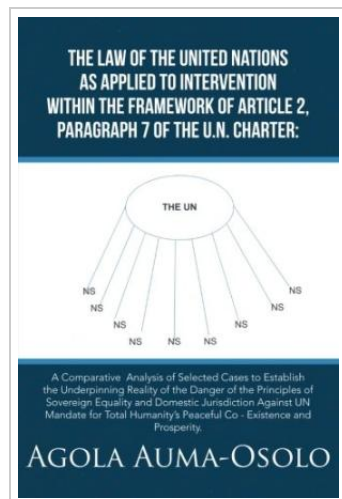 THE LAW OF THE UNITED NATIONS
AS APPLIED TO INTERVENTION
WITHIN THE FRAMEWORK OF ARTICLE 2,
PARAGRAPH 7 OF THE U.N. CHARTER:
THE UN
NS
NS
NS
NS
NS
NS
NS
NS
A Comparative Analysis of Selected Cases to Establish
the Underpinning Reality of the Danger of the Principles of
Sovereign Equality and Domestic Jurisdiction Against UN
Mandate for Total Humanity's Peaceful Co - Existence and
Prosperity.
AGOLA AUMA-OSOLO